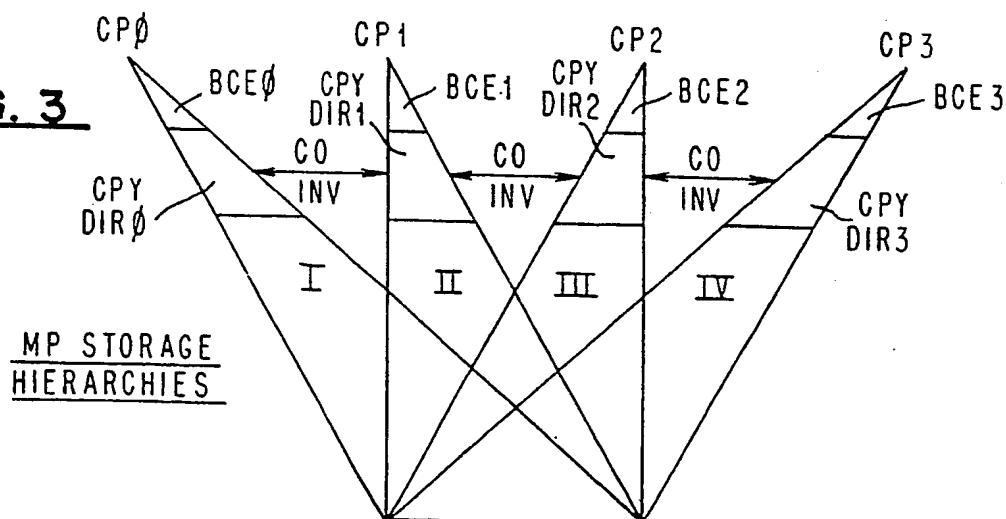 CPØ
CP1
CP2
CP3
BCEØ
CPY
DIR1
BCE1
CPY
DIR2
BCE2
BCE3
G. 3
CPY
DIRØ
CO
INV
CO
INV
CO
INV
CPY
DIR3
I
II
III
IV
MP STORAGE
HIERARCHIES